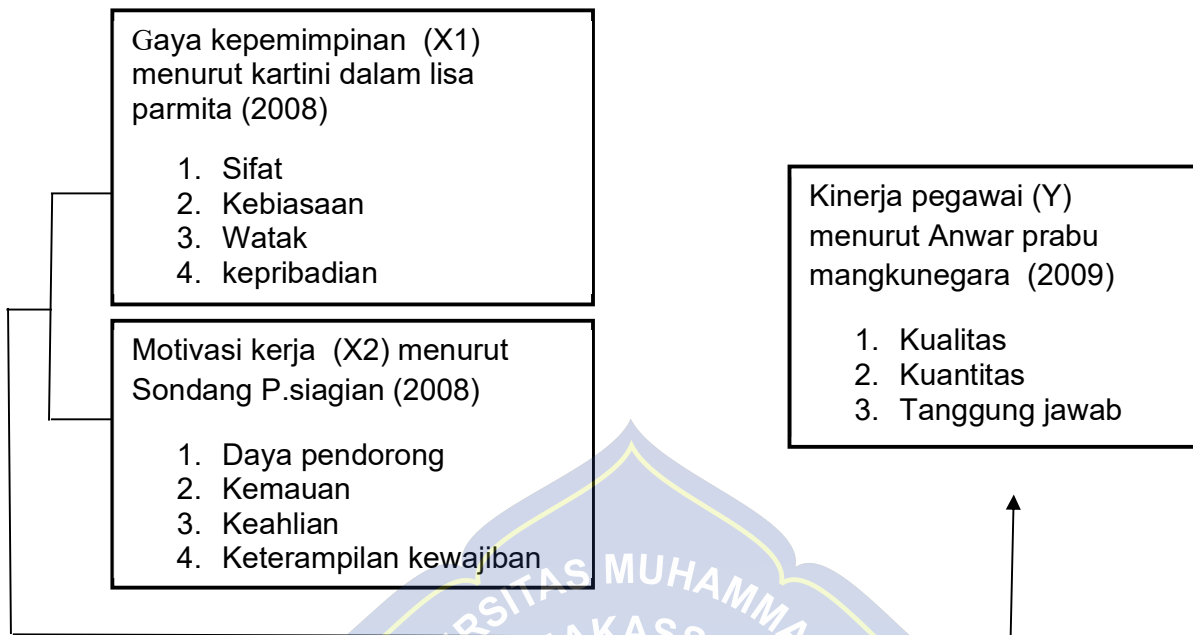 Gaya kepemimpinan (X1)
menurut kartini dalam lisa
parmita (2008)
1. Sifat
2. Kebiasaan
3. Watak
4. kepribadian
Motivasi kerja (X2) menurut
Sondang P.siagian (2008)
1. Daya pendorong
2. Kemauan
3. Keahlian
4. Keterampilan kewajiban
Kinerja pegawai (Y)
menurut Anwar prabu
mangkunegara (2009)
1. Kualitas
2. Kuantitas
3. Tanggung jawab